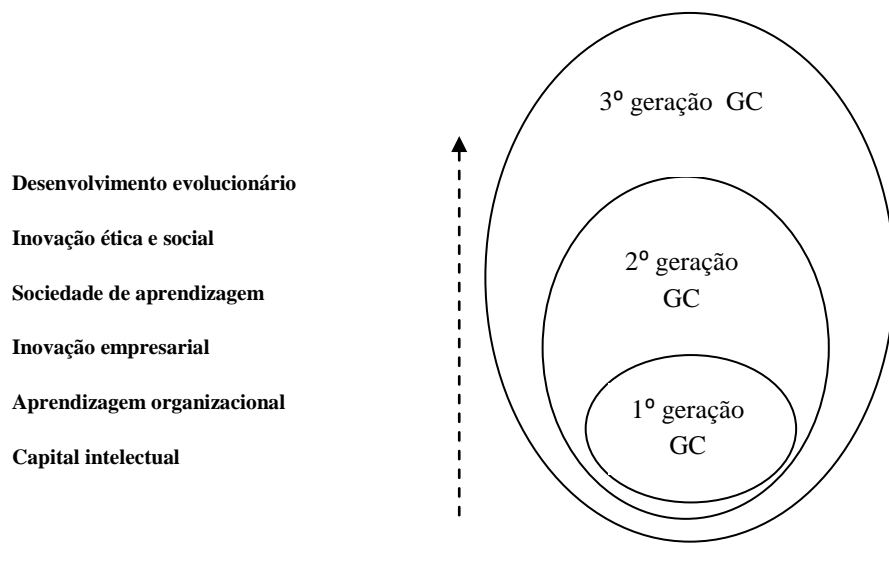 3º geração GC
Desenvolvimento evolucionário
Inovação ética e social
2º geração
GC
Sociedade de aprendizagem
Inovação empresarial
Aprendizagem organizacional
1º geração
GC
Capital intelectual